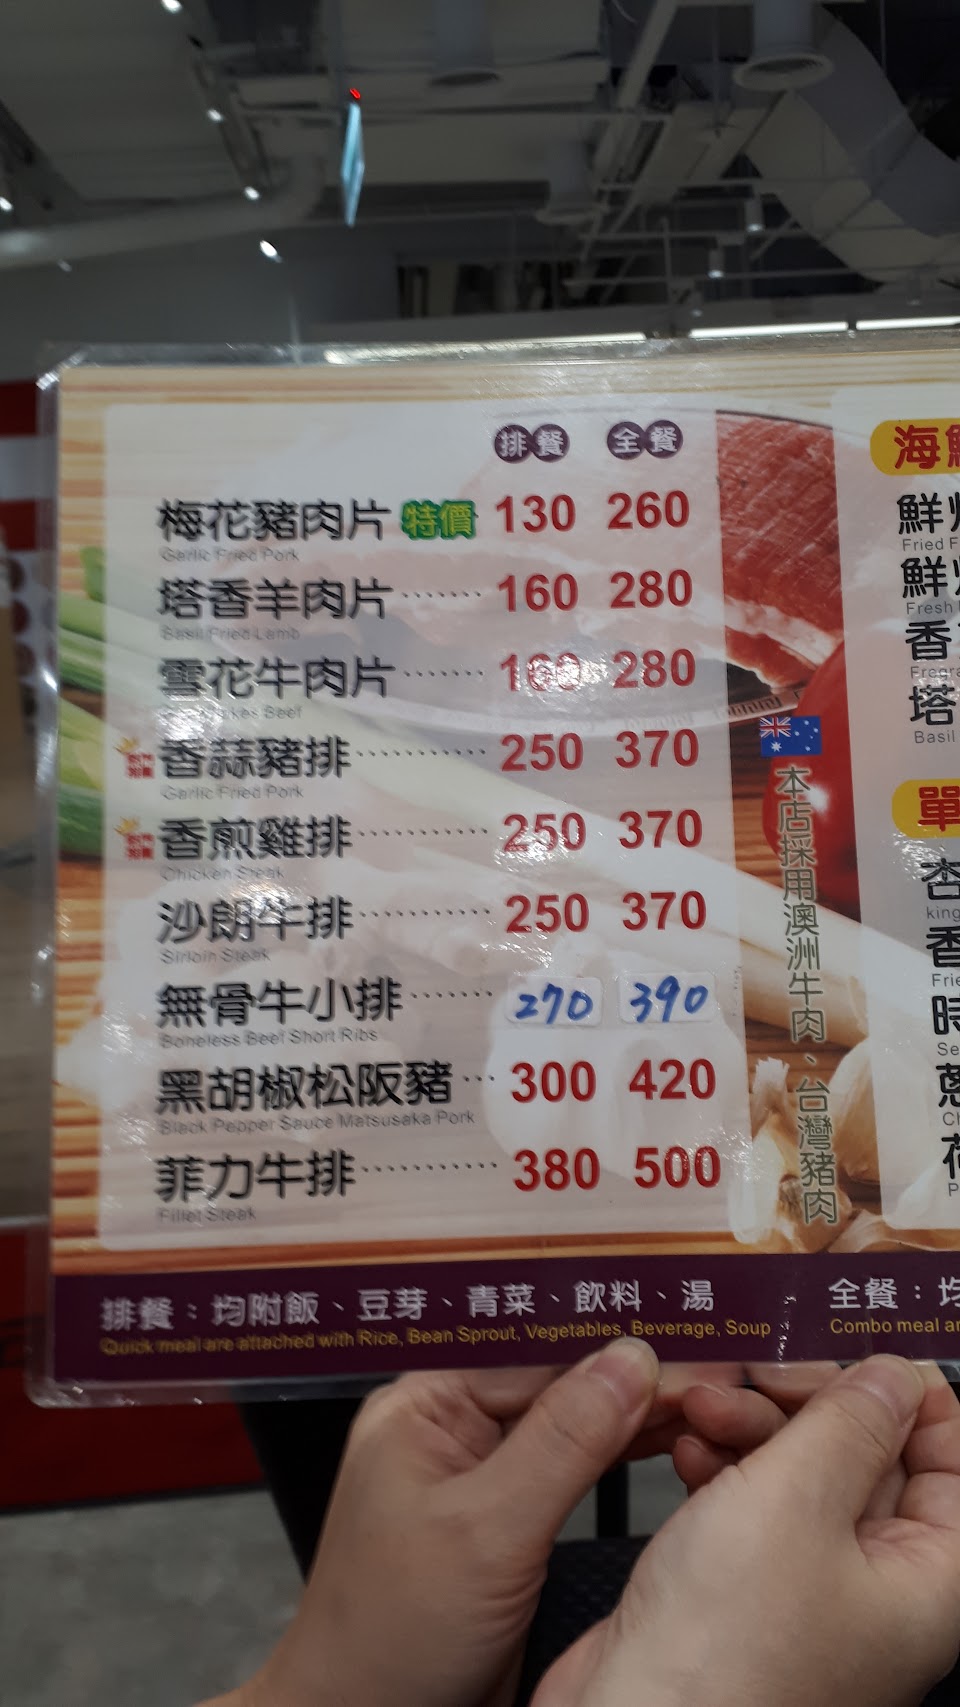 排餐 全餐
梅花豬肉片 特價 130 260
Garlic Fried Pork
塔香羊肉片 160 280
Basil Fried Lamb
雪花牛肉片 160 280
Beef
香蒜豬排 250 370
Garlic Fried Pork
香煎雞排 250 370
Chicken Steak
沙朗牛排 250 370
Sirloin Steak
無骨牛小排 270 390
Boneless Beef Short Ribs
黑胡椒松阪豬 300 420
Black Pepper Sauce Matsusaka Pork
菲力牛排 380 500
Fillet Steak
本店採用澳洲牛肉、台灣豬肉
排餐：均附飯、豆芽、青菜、飲料、湯
Quick meal are attached with Rice, Bean Sprout, Vegetables, Beverage, Soup
海
鮮
Fried F
鮮
Fresh
香
塔
Basil
單
杏
king
香
Frie
時
Se
蔥
Ch
P
全餐：均
Combo meal ar